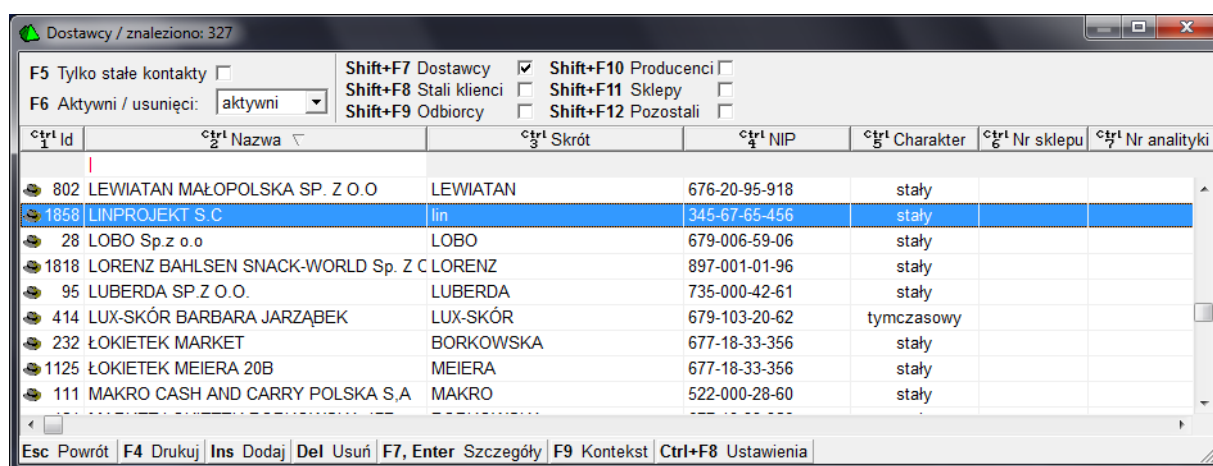 Dostawcy / znaleziono: 327
F5 Tylko stałe kontakty
F6 Aktywni / usunięci: aktywni
Shift+F7 Dostawcy Shift+F10 Producenci
Shift+F8 Stali klienci Shift+F11 Sklepy
Shift+F9 Odbiorcy Shift+F12 Pozostali
Ctrl 1 Id Ctrl 2 Nazwa Ctrl 3 Skrót Ctrl 4 NIP Ctrl 5 Charakter Ctrl 6 Nr sklepu Ctrl 7 Nr analityki
802 LEWIATAN MAŁOPOLSKA SP. Z O.O LEWIATAN 676-20-95-918 stały
1858 LINPROJEKT S.C lin 345-67-65-456 stały
28 LOBO Sp.z o.o LOBO 679-006-59-06 stały
1818 LORENZ BAHLSEN SNACK-WORLD Sp. Z O LORENZ 897-001-01-96 stały
95 LUBERDA SP.Z O.O. LUBERDA 735-000-42-61 stały
414 LUX-SKÓR BARBARA JARZĄBEK LUX-SKÓR 679-103-20-62 tymczasowy
232 ŁOKIETEK MARKET BORKOWSKA 677-18-33-356 stały
1125 ŁOKIETEK MEIERA 20B MEIERA 677-18-33-356 stały
111 MAKRO CASH AND CARRY POLSKA S,A MAKRO 522-000-28-60 stały
Esc Powrót F4 Drukuj Ins Dodaj Del Usuń F7, Enter Szczegóły F9 Kontekst Ctrl+F8 Ustawienia